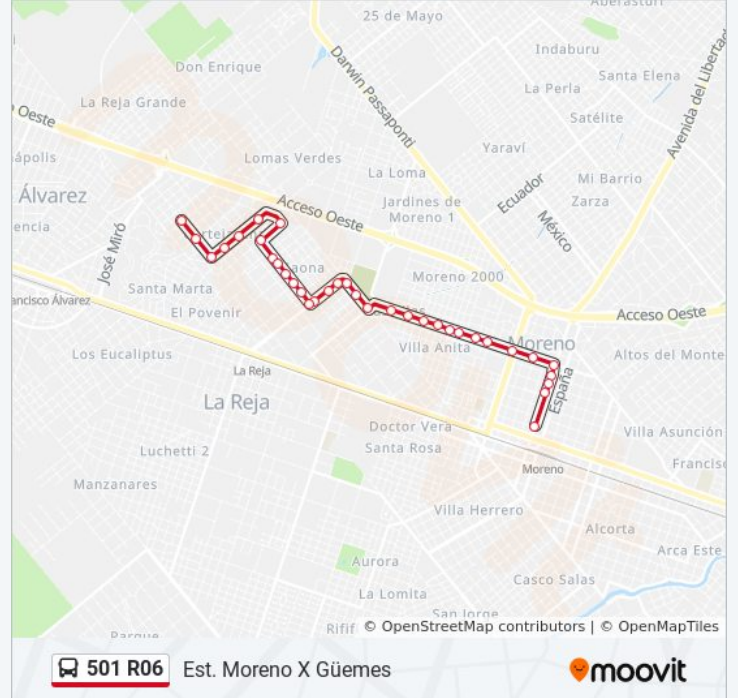 Aberasturi
25 de Mayo
Darwin Passaponti
Indaburu
Don Enrique
Santa Elena
La Perla
Avenida del Libertad
La Reja Grande
Satélite
Oeste
Yaraví
ápolis
Lomas Verdes
La Loma
Mi Barrio
Álvarez
Ecuador
Acceso Oeste
Jardines de
Moreno 1
Zarza
encia
México
José Miró
aona
Moreno 2000
Santa Marta
ancisco Álvarez
El Povenir
Acceso Oeste
Moreno
Villa Anita
Los Eucaliptus
Altos del Monte
La Reja
España
La Reja
Doctor Vera
Villa Asunción
Santa Rosa
Luchetti 2
Moreno
Francisc
Manzanares
Villa Herrero
Alcorta
Arca Este
Aurora
Casco Salas
La Lomita
San Jorge
Rifif
© OpenStreetMap contributors | © OpenMapTiles
Parque
501 R06 Est. Moreno X Güemes
moovit